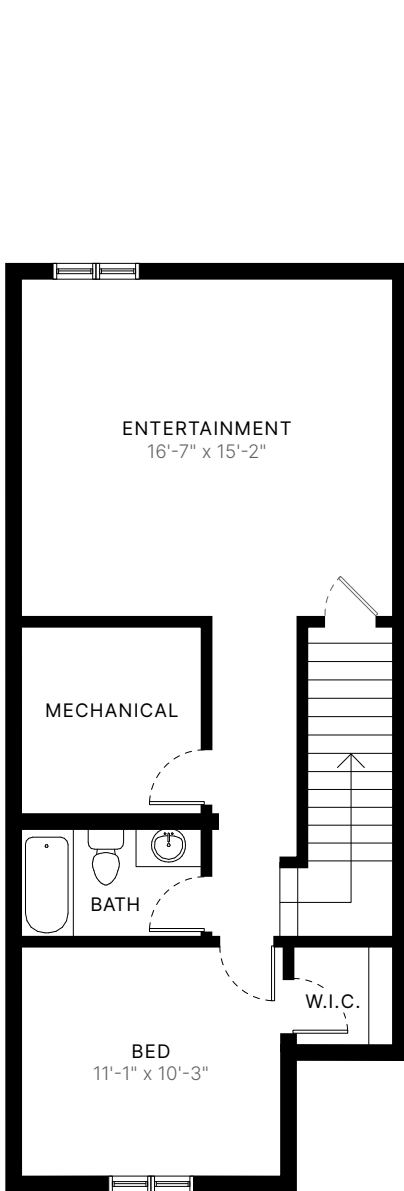 ENTERTAINMENT
16'-7" x 15'-2"
MECHANICAL
BATH
W.I.C.
BED
11'-1" x 10'-3"